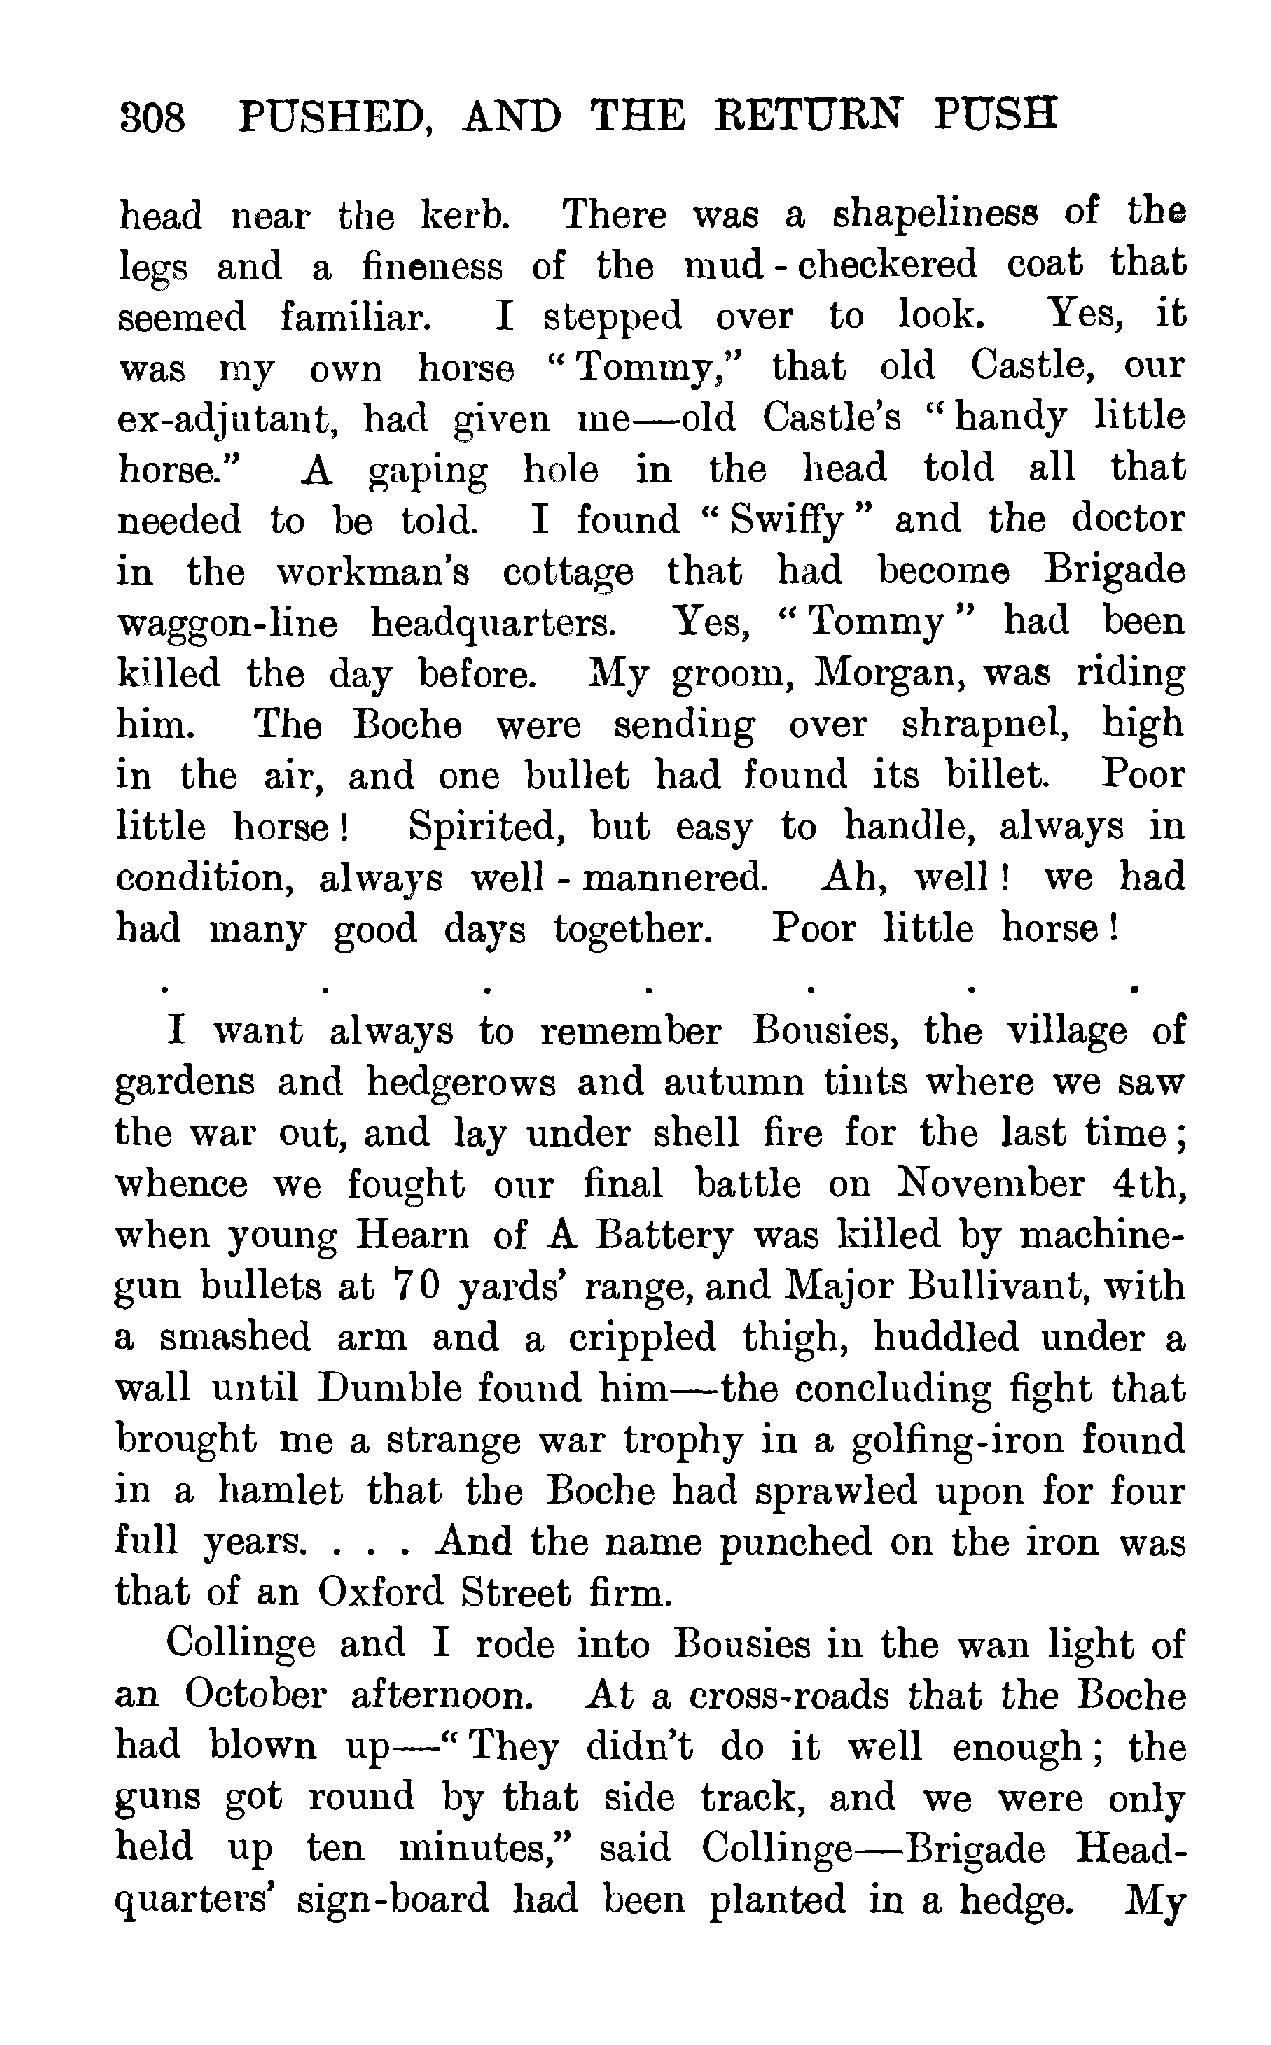 308 PUSHED, AND THE RETURN PUSH
head near the kerb. There was a shapeliness of the
legs and a fineness of the mud-checkered coat that
seemed familiar. I stepped over to look. Yes, it
was my own horse "Tommy," that old Castle, our
ex-adjutant, had given me—old Castle's "handy little
horse." A gaping hole in the head told all that
needed to be told. I found "Swiffy" and the doctor
in the workman's cottage that had become Brigade
waggon-line headquarters. Yes, "Tommy" had been
killed the day before. My groom, Morgan, was riding
him. The Boche were sending over shrapnel, high
in the air, and one bullet had found its billet. Poor
little horse! Spirited, but easy to handle, always in
condition, always well-mannered. Ah, well! we had
had many good days together. Poor little horse!
. . . . . . .
I want always to remember Bousies, the village of
gardens and hedgerows and autumn tints where we saw
the war out, and lay under shell fire for the last time;
whence we fought our final battle on November 4th,
when young Hearn of A Battery was killed by machine-
gun bullets at 70 yards' range, and Major Bullivant, with
a smashed arm and a crippled thigh, huddled under a
wall until Dumble found him—the concluding fight that
brought me a strange war trophy in a golfing-iron found
in a hamlet that the Boche had sprawled upon for four
full years. . . . And the name punched on the iron was
that of an Oxford Street firm.
Collinge and I rode into Bousies in the wan light of
an October afternoon. At a cross-roads that the Boche
had blown up—"They didn't do it well enough; the
guns got round by that side track, and we were only
held up ten minutes," said Collinge—Brigade Head-
quarters' sign-board had been planted in a hedge. My